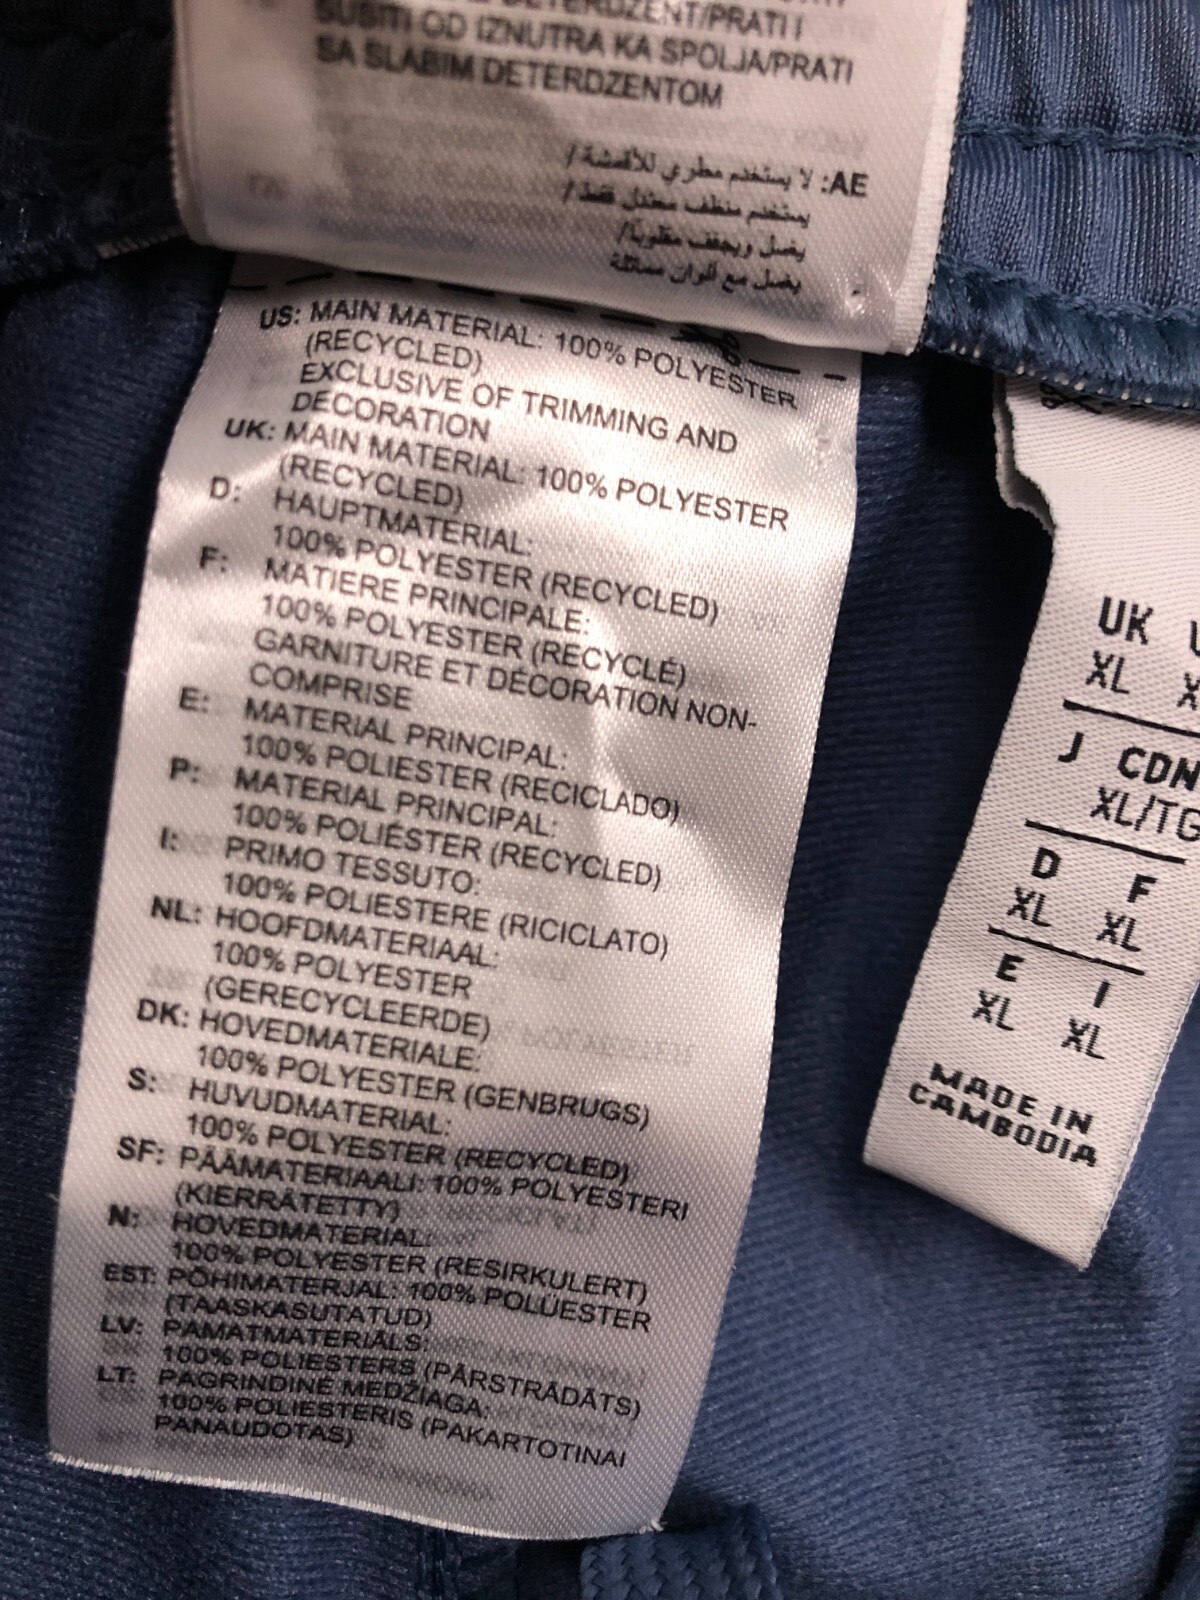 DETERDZENT/PRATI I
SUSITI OD IZNUTRA KA SPOLJA/PRATI
SA SLABIM DETERDZENTOM
AE: لا يستخدم مطري للأقمشة/
يستخدم منظف معتدل فقط/
يغسل ويجفف مقلوبًا/
يغسل مع ألوان مماثلة
US: MAIN MATERIAL: 100% POLYESTER
(RECYCLED)
EXCLUSIVE OF TRIMMING AND
DECORATION
UK: MAIN MATERIAL: 100% POLYESTER
(RECYCLED)
D: HAUPTMATERIAL:
100% POLYESTER (RECYCLED)
F: MATIERE PRINCIPALE:
100% POLYESTER (RECYCLÉ)
GARNITURE ET DÉCORATION NON-
COMPRISE
E: MATERIAL PRINCIPAL:
100% POLIESTER (RECICLADO)
P: MATERIAL PRINCIPAL:
100% POLIÉSTER (RECYCLED)
I: PRIMO TESSUTO:
100% POLIESTERE (RICICLATO)
NL: HOOFDMATERIAAL:
100% POLYESTER
(GERECYCLEERDE)
DK: HOVEDMATERIALE:
100% POLYESTER (GENBRUGS)
S: HUVUDMATERIAL:
100% POLYESTER (RECYCLED)
SF: PÄÄMATERIAALI: 100% POLYESTERI
(KIERRÄTETTY)
N: HOVEDMATERIAL:
100% POLYESTER (RESIRKULERT)
EST: PÕHIMATERJAL: 100% POLÜESTER
(TAASKASUTATUD)
LV: PAMATMATERIĀLS:
100% POLIESTERS (PĀRSTRĀDĀTS)
LT: PAGRINDINĖ MEDŽIAGA:
100% POLIESTERIS (PAKARTOTINAI
PANAUDOTAS)
UK
XL
J CDN
XL/TG
D F
XL XL
E I
XL XL
MADE IN
CAMBODIA